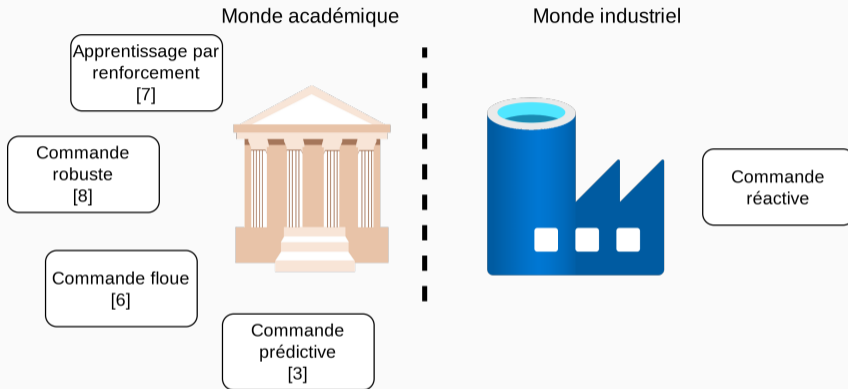 Monde académique
Monde industriel
Apprentissage par
renforcement
[7]
Commande
robuste
[8]
Commande floue
[6]
Commande
prédictive
[3]
Commande
réactive